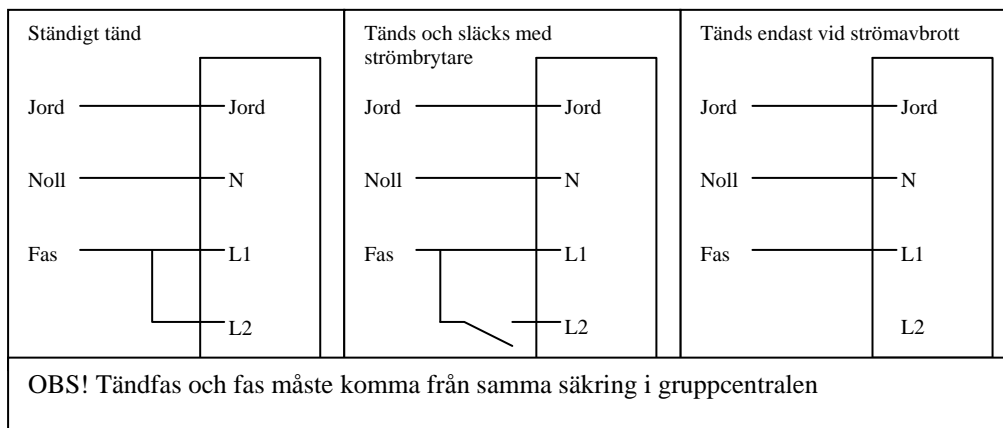 Ständigt tänd
Jord
Jord
Noll
N
Fas
L1
L2
Tänds och släcks med
strömbrytare
Jord
Jord
Noll
N
Fas
L1
L2
Tänds endast vid strömavbrott
Jord
Jord
Noll
N
Fas
L1
L2
OBS! Tändfas och fas måste komma från samma säkring i gruppcentralen